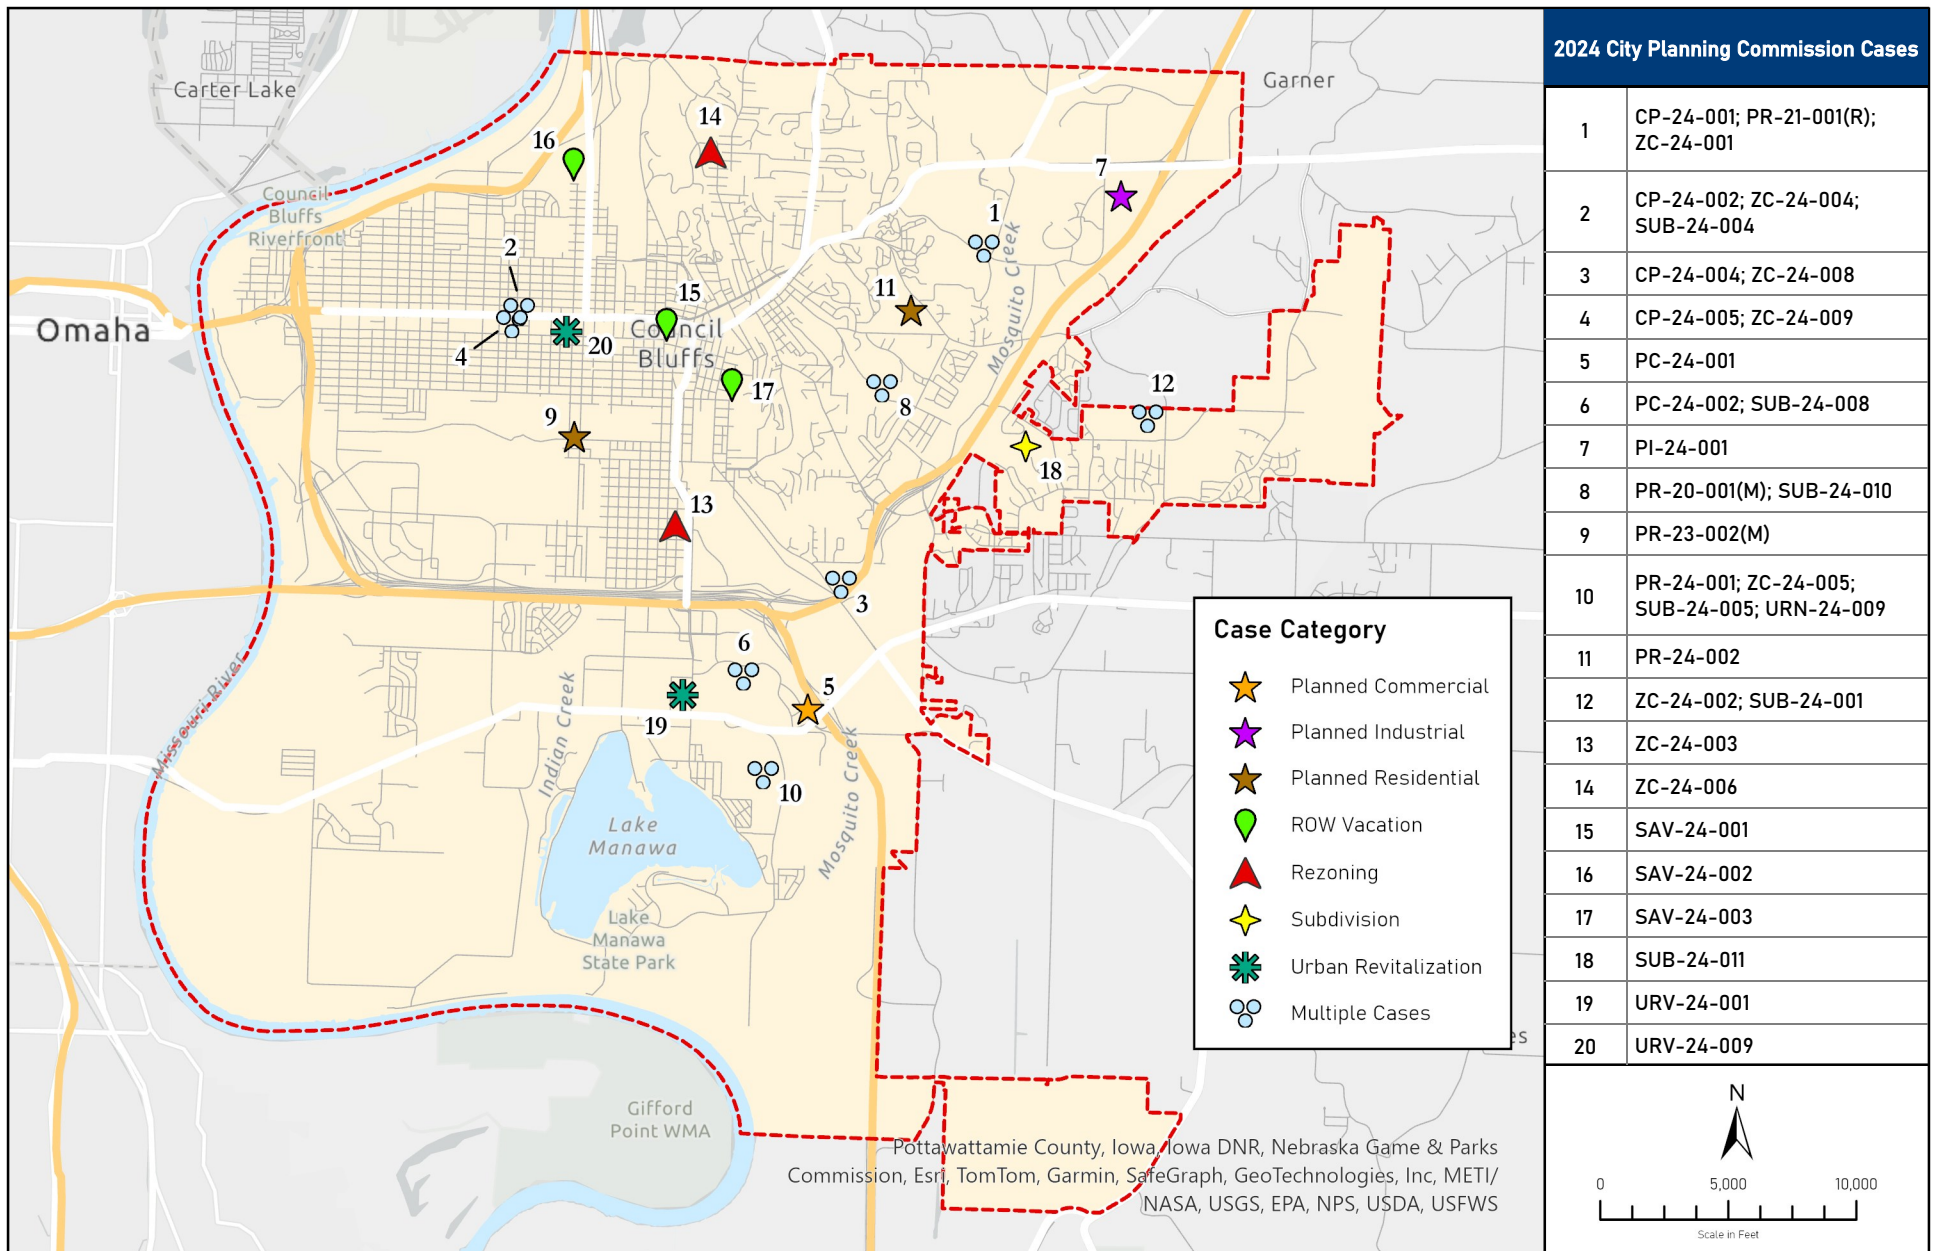 Carter Lake
Garner
14
16
7
Council
Bluffs
Riverfront
1
2
Mosquito Creek
15
11
Omaha
Council
Bluffs
20
4
17
12
8
9
18
13
3
Case Category
6
Planned Commercial
5
Planned Industrial
Missouri River
Indian Creek
19
Planned Residential
10
Mosquito Creek
ROW Vacation
Lake
Manawa
Rezoning
Lake
Manawa
State Park
Subdivision
Urban Revitalization
Multiple Cases
es
Gifford
Point WMA
Pottawattamie County, Iowa, Iowa DNR, Nebraska Game & Parks
Commission, Esri, TomTom, Garmin, SafeGraph, GeoTechnologies, Inc, METI/
NASA, USGS, EPA, NPS, USDA, USFWS
2024 City Planning Commission Cases
1 CP-24-001; PR-21-001(R);
ZC-24-001
2 CP-24-002; ZC-24-004;
SUB-24-004
3 CP-24-004; ZC-24-008
4 CP-24-005; ZC-24-009
5 PC-24-001
6 PC-24-002; SUB-24-008
7 PI-24-001
8 PR-20-001(M); SUB-24-010
9 PR-23-002(M)
10 PR-24-001; ZC-24-005;
SUB-24-005; URN-24-009
11 PR-24-002
12 ZC-24-002; SUB-24-001
13 ZC-24-003
14 ZC-24-006
15 SAV-24-001
16 SAV-24-002
17 SAV-24-003
18 SUB-24-011
19 URV-24-001
20 URV-24-009
N
0 5,000 10,000
Scale in Feet